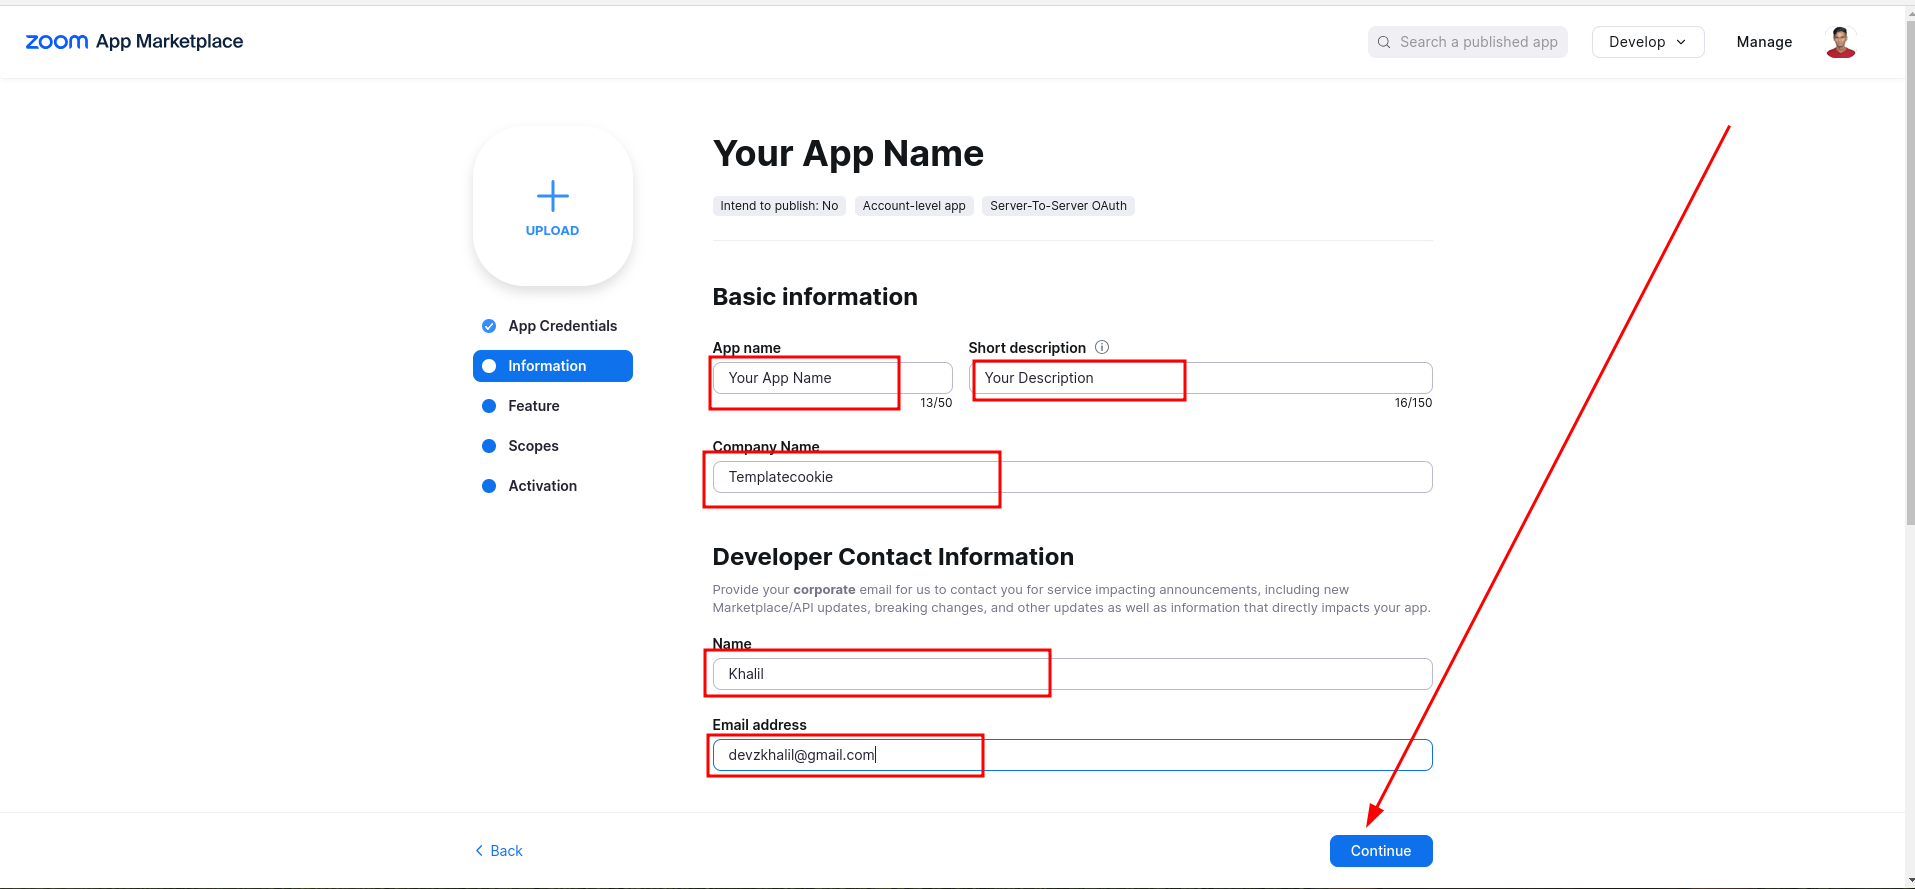 zoom App Marketplace
Search a published app
Develop
Manage
UPLOAD
Your App Name
Intend to publish: No
Account-level app
Server-To-Server OAuth
App Credentials
Information
Feature
Scopes
Activation
Basic information
App name
Short description
Your App Name
Your Description
13/50
16/150
Company Name
Templatecookie
Developer Contact Information
Provide your corporate email for us to contact you for service impacting announcements, including new
Marketplace/API updates, breaking changes, and other updates as well as information that directly impacts your app.
Name
Khalil
Email address
devzkhalil@gmail.com
Back
Continue